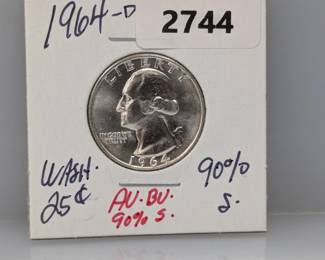 1964-D
2744
LIBERTY
1964
WASH.
25¢
AU-BU.
90% S.
90%
S.